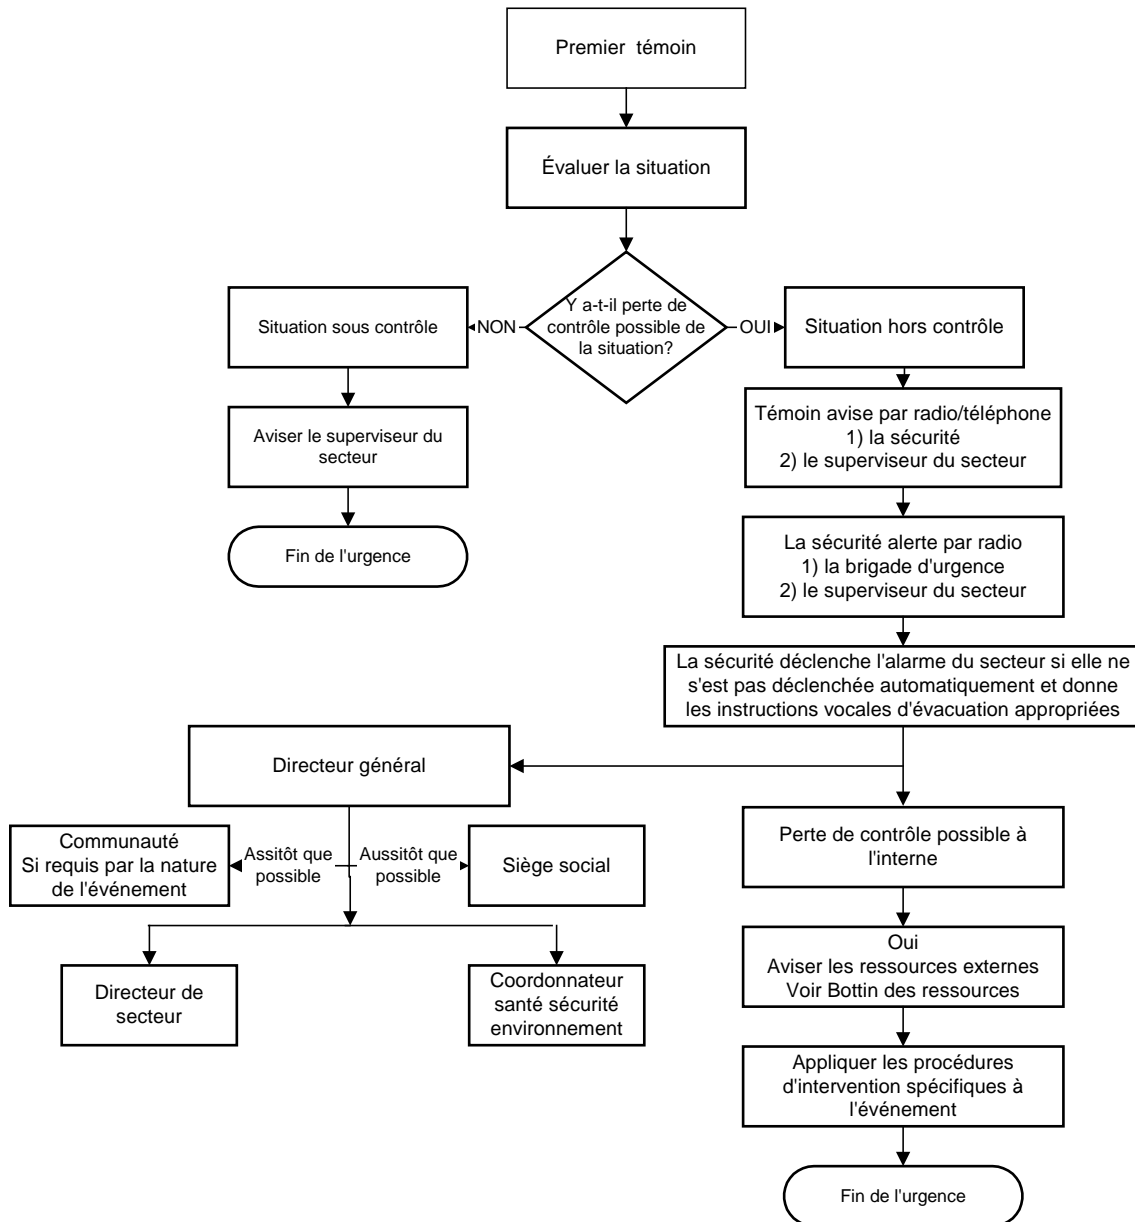 Premier témoin
Évaluer la situation
Y a-t-il perte de
contrôle possible de
la situation?
NON
OUI
Situation sous contrôle
Situation hors contrôle
Aviser le superviseur du
secteur
Fin de l'urgence
Témoin avise par radio/téléphone
1) la sécurité
2) le superviseur du secteur
La sécurité alerte par radio
1) la brigade d'urgence
2) le superviseur du secteur
La sécurité déclenche l'alarme du secteur si elle ne
s'est pas déclenchée automatiquement et donne
les instructions vocales d'évacuation appropriées
Directeur général
Communauté
Si requis par la nature
de l'événement
Assitôt que
possible
Aussitôt que
possible
Siège social
Directeur de
secteur
Coordonnateur
santé sécurité
environnement
Perte de contrôle possible à
l'interne
Oui
Aviser les ressources externes
Voir Bottin des ressources
Appliquer les procédures
d'intervention spécifiques à
l'événement
Fin de l'urgence